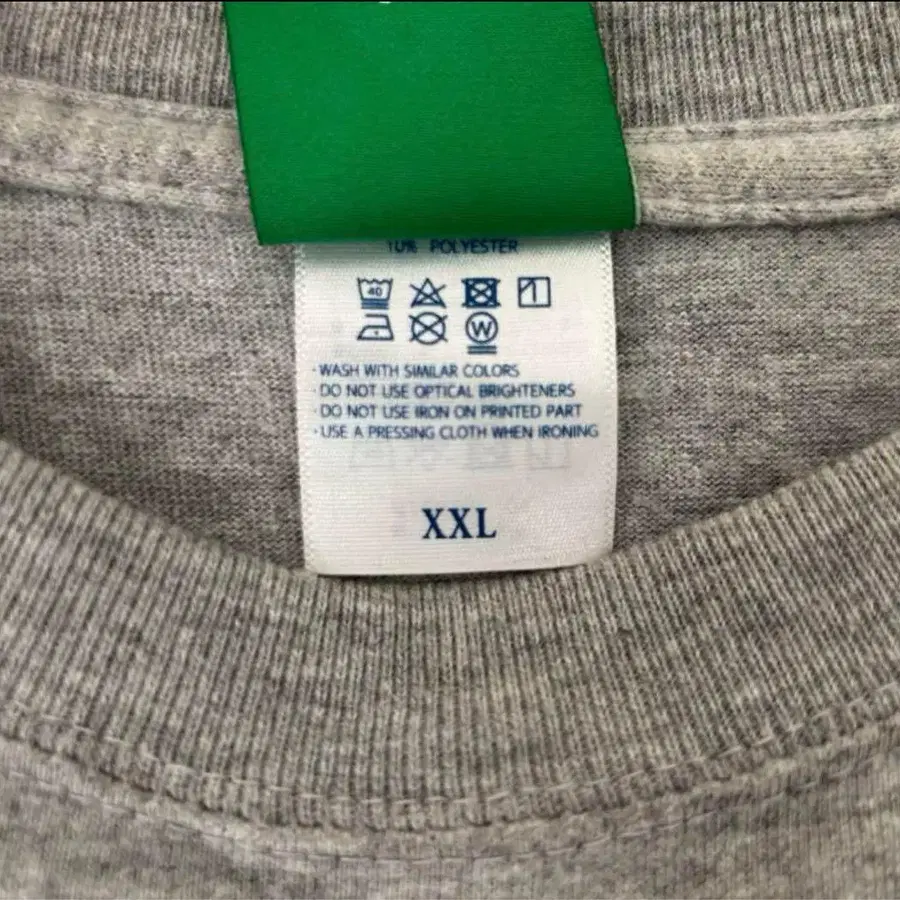 10% POLYESTER
40
W
· WASH WITH SIMILAR COLORS
· DO NOT USE OPTICAL BRIGHTENERS
· DO NOT USE IRON ON PRINTED PART
· USE A PRESSING CLOTH WHEN IRONING
XXL